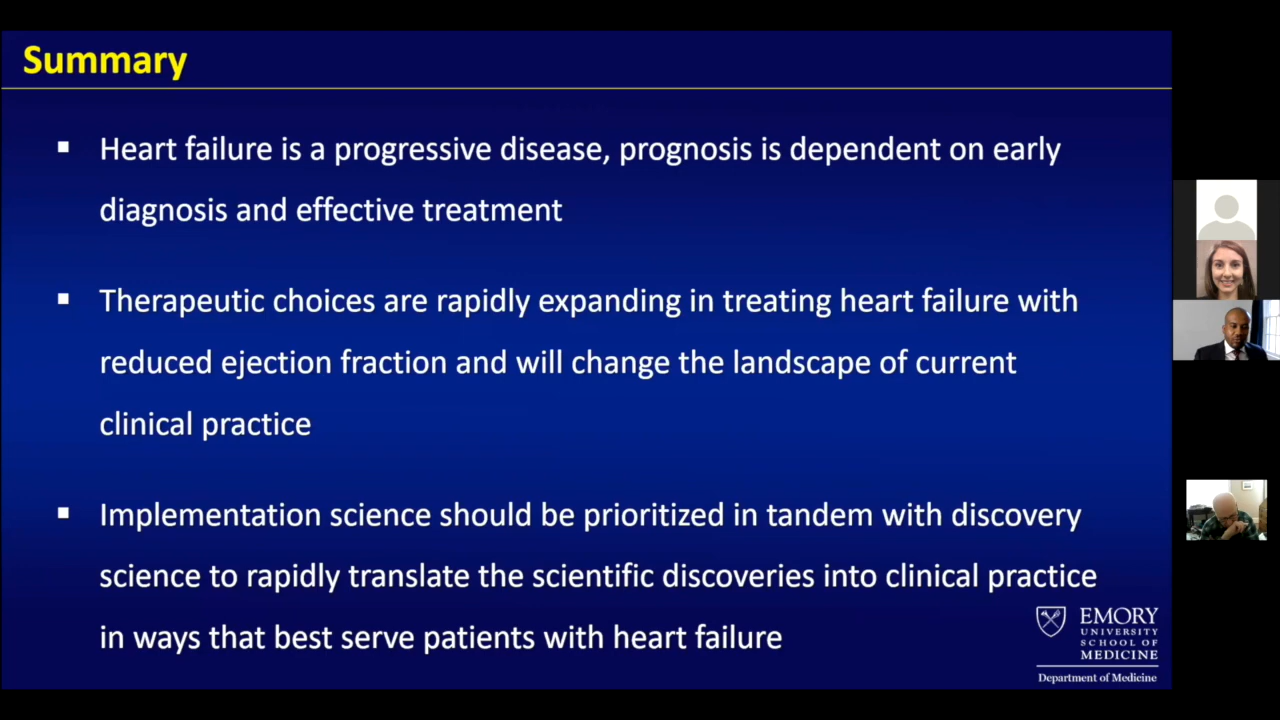 Summary
▪ Heart failure is a progressive disease, prognosis is dependent on early
diagnosis and effective treatment
▪ Therapeutic choices are rapidly expanding in treating heart failure with
reduced ejection fraction and will change the landscape of current
clinical practice
▪ Implementation science should be prioritized in tandem with discovery
science to rapidly translate the scientific discoveries into clinical practice
in ways that best serve patients with heart failure
EMORY
UNIVERSITY
SCHOOL OF
MEDICINE
Department of Medicine